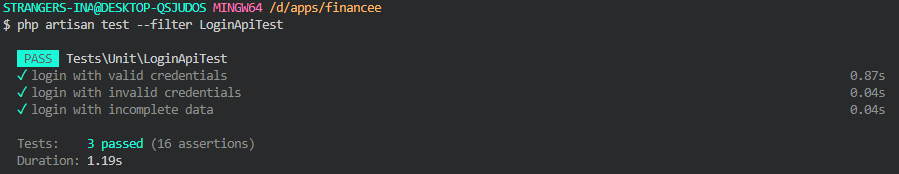 STRANGERS-INA@DESKTOP-QSJUDOS MINGW64 /d/apps/financee
$ php artisan test --filter LoginApiTest
PASS Tests\Unit\LoginApiTest
✓ login with valid credentials 0.87s
✓ login with invalid credentials 0.04s
✓ login with incomplete data 0.04s
Tests: 3 passed (16 assertions)
Duration: 1.19s